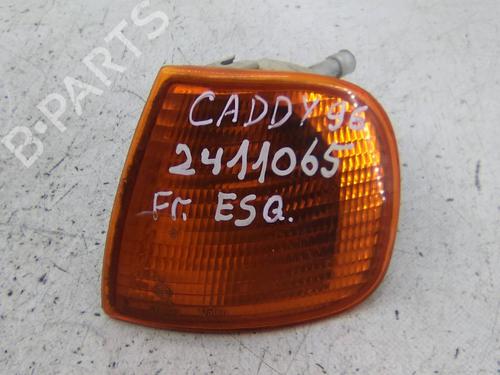 B-PARTS
CADDY 96
2411065
Fr. ESQ.